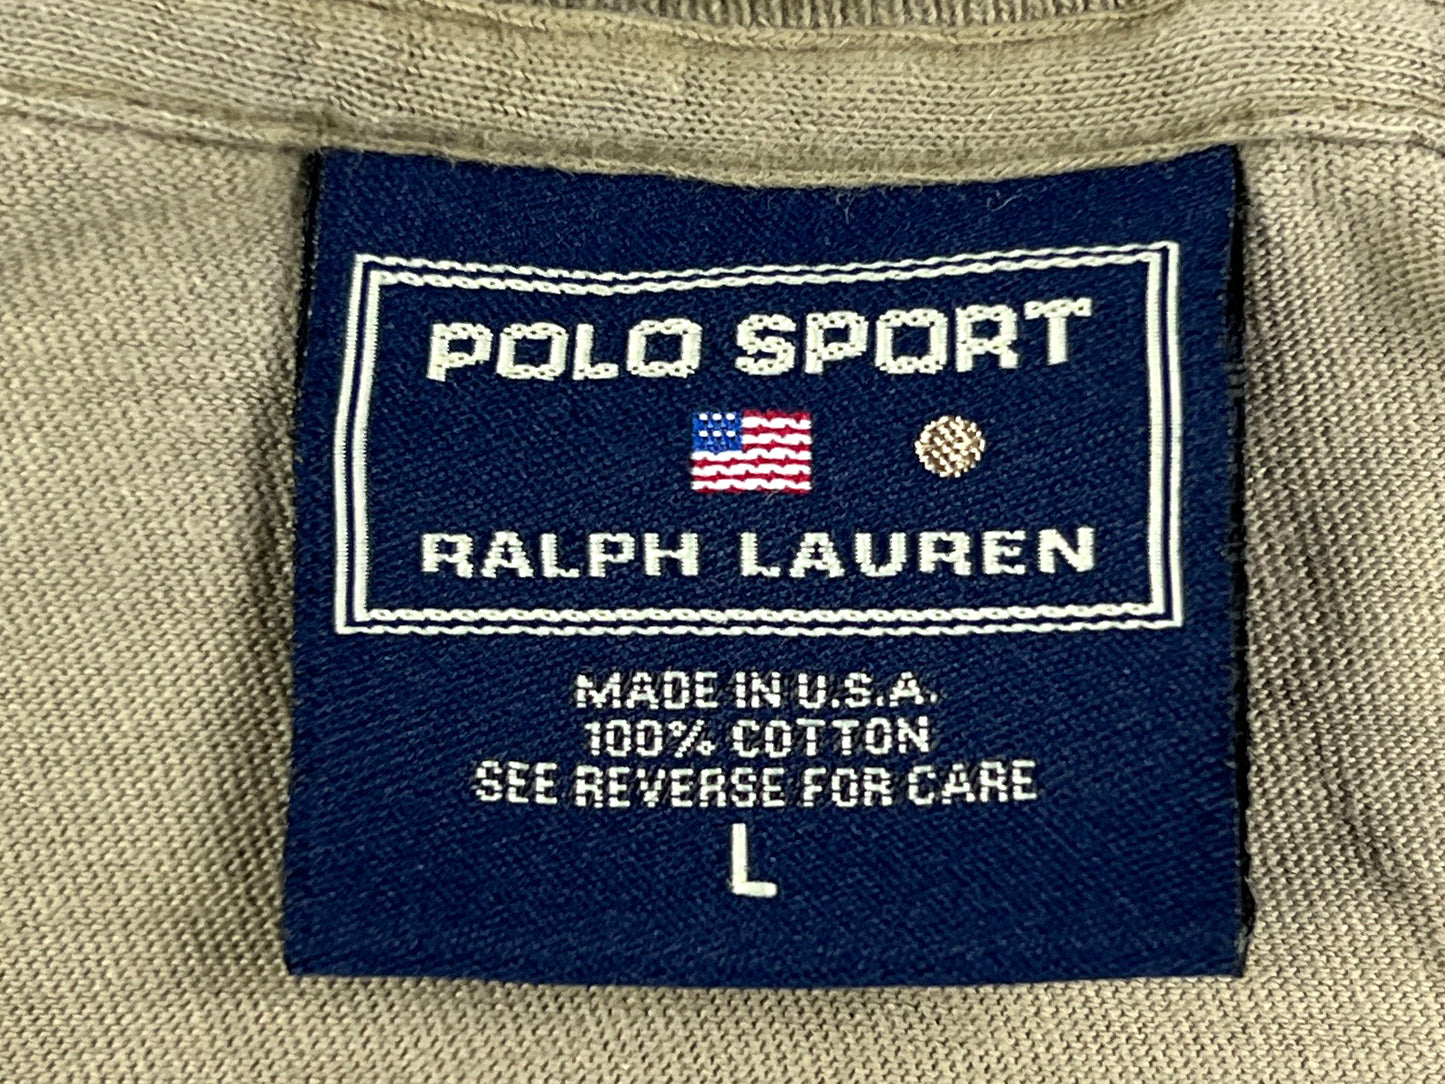 POLO SPORT
RALPH LAUREN
MADE IN U.S.A.
100% COTTON
SEE REVERSE FOR CARE
L